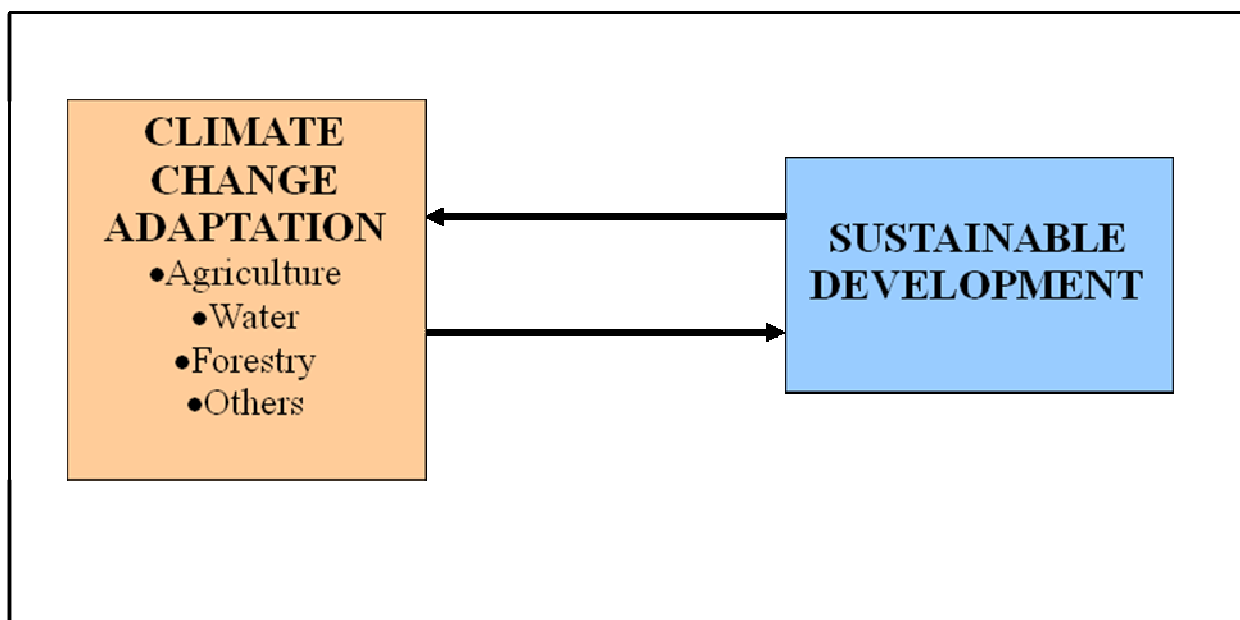 CLIMATE
CHANGE
ADAPTATION
•Agriculture
•Water
•Forestry
•Others
SUSTAINABLE
DEVELOPMENT